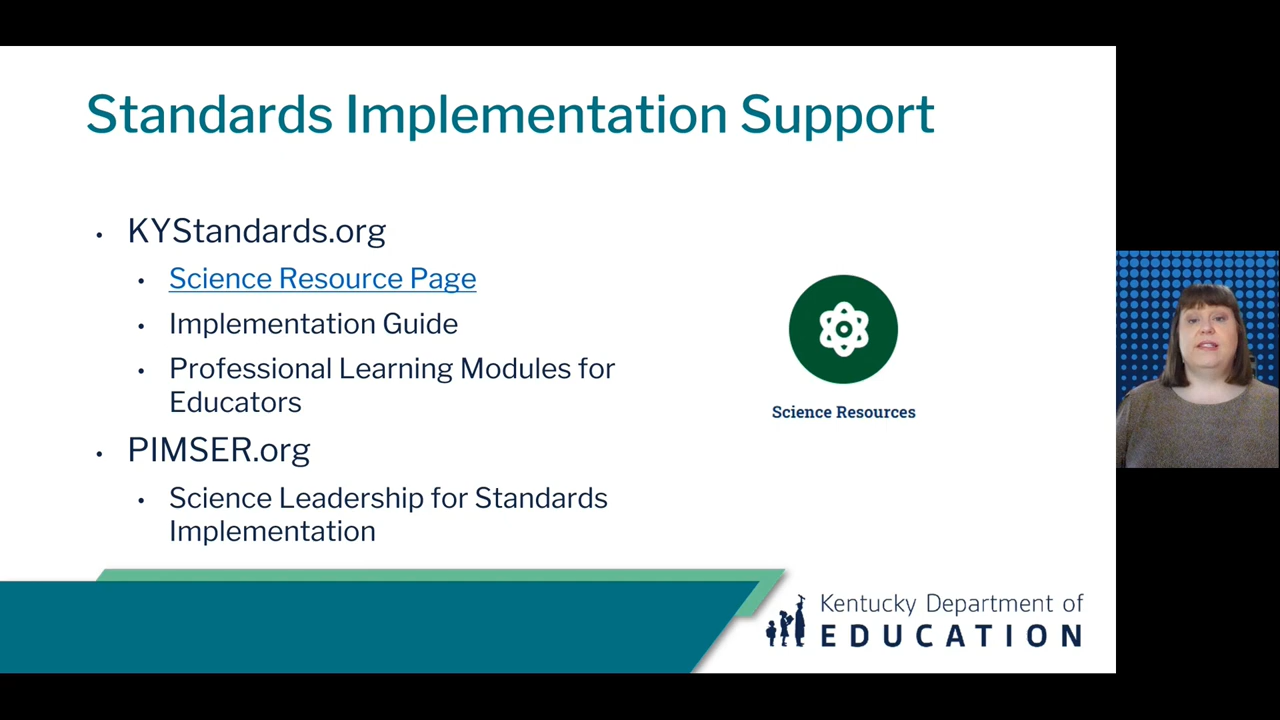 Standards Implementation Support
• KYStandards.org
• Science Resource Page
• Implementation Guide
• Professional Learning Modules for
Educators
• PIMSER.org
• Science Leadership for Standards
Implementation
Science Resources
Kentucky Department of
EDUCATION